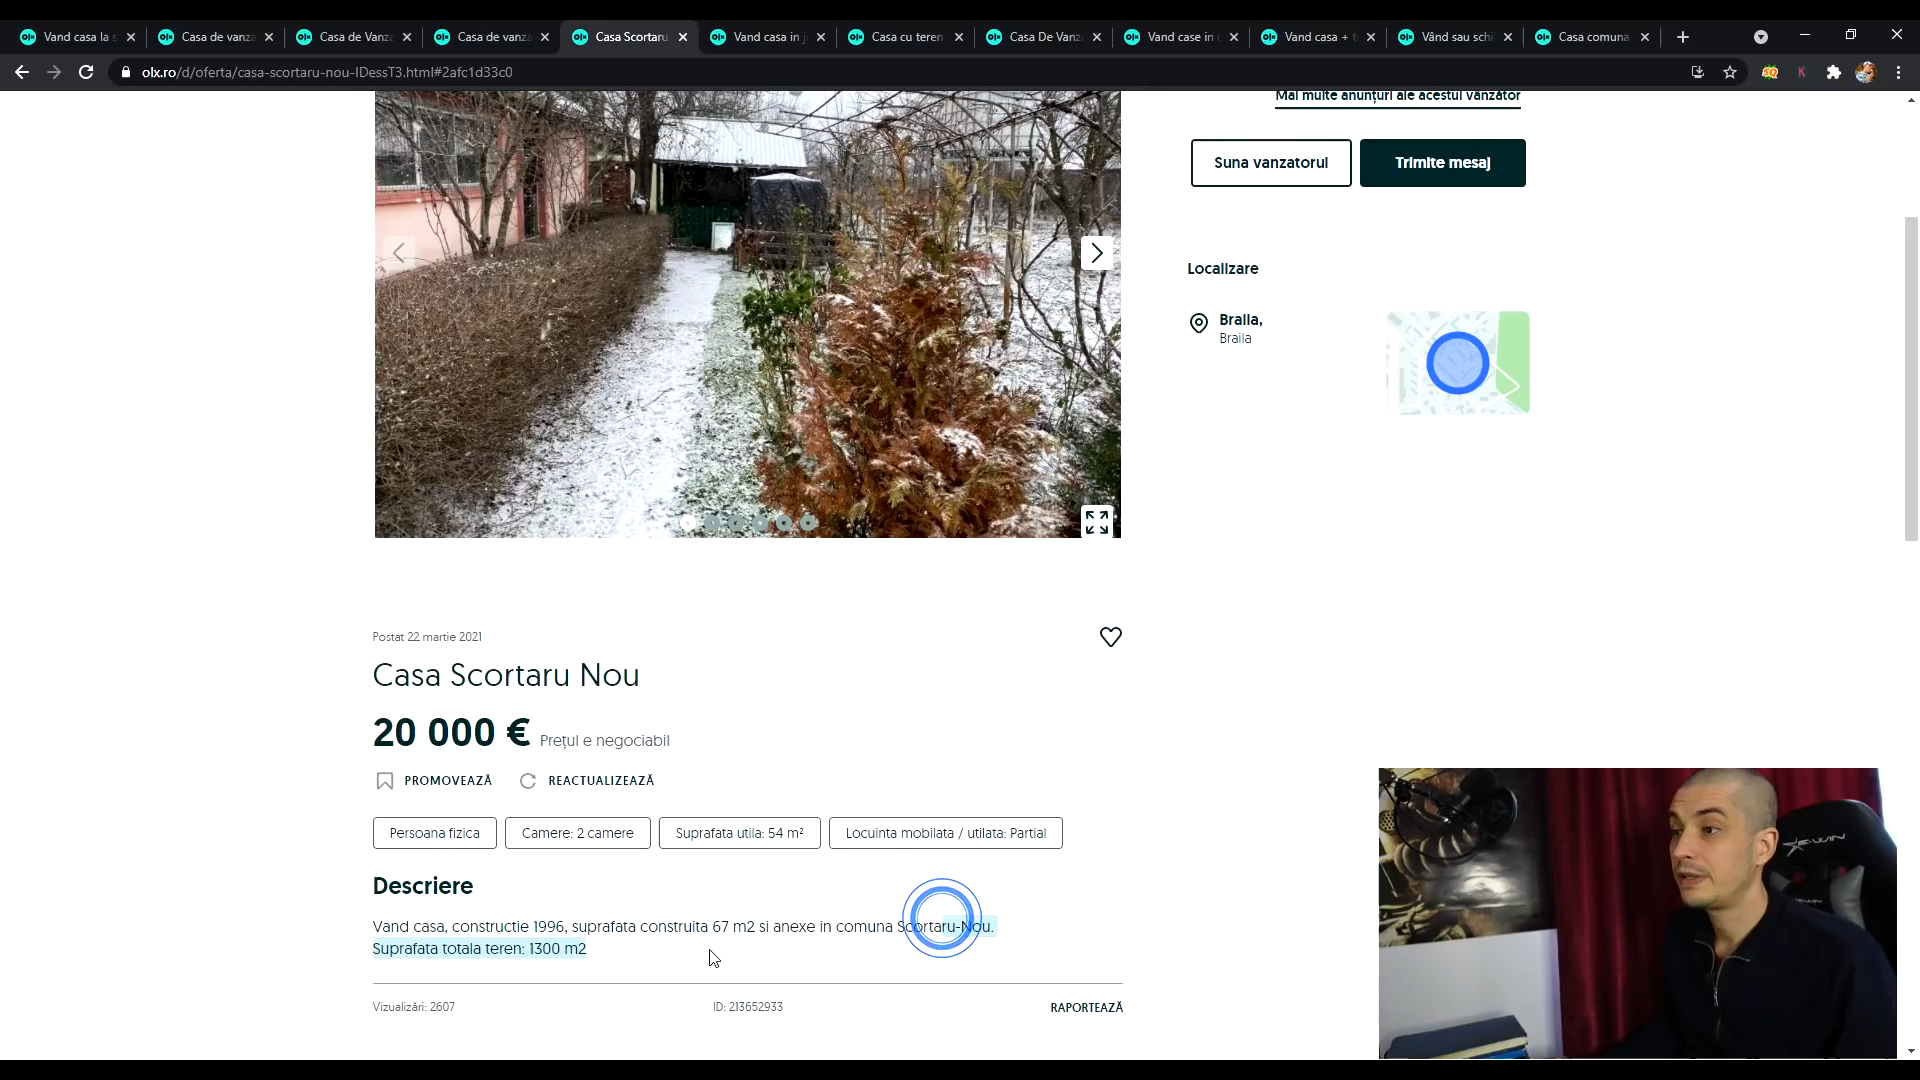 Vand casa la s
Casa de vanza
Casa de Vanz
Casa de vanza
Casa Scortaru
Vand casa in j
Casa cu teren
Casa De Vanz
Vand case in c
Vand casa + t
Vând sau schi
Casa comuna
olx.ro/d/oferta/casa-scortaru-nou-IDessT3.html#2afc1d33c0
Mai multe anunțuri ale acestui vânzător
Suna vanzatorul
Trimite mesaj
Localizare
Braila,
Braila
Postat 22 martie 2021
Casa Scortaru Nou
20 000 € Prețul e negociabil
PROMOVEAZĂ REACTUALIZEAZĂ
Persoana fizica Camere: 2 camere Suprafata utila: 54 m² Locuinta mobilata / utilata: Partial
Descriere
Vand casa, constructie 1996, suprafata construita 67 m2 si anexe in comuna Scortaru-Nou.
Suprafata totala teren: 1300 m2
Vizualizări: 2607 ID: 213652933 RAPORTEAZĂ